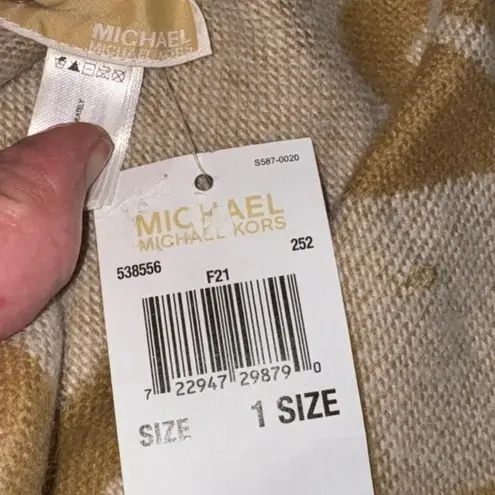 MICHAEL
MICHAEL KORS
S587-0020
MICHAEL
MICHAEL KORS
538556
252
F21
7 22947 29879 0
SIZE 1 SIZE